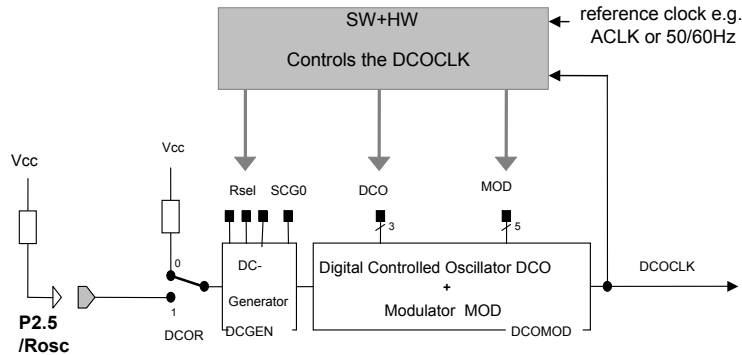 SW+HW
Controls the DCOCLK
reference clock e.g.
ACLK or 50/60Hz
Vcc
Vcc
Rsel
SCG0
DCO
MOD
3
5
0
1
DC-
Generator
Digital Controlled Oscillator DCO
+
Modulator MOD
DCOCLK
P2.5
/Rosc
DCOR
DCGEN
DCOMOD